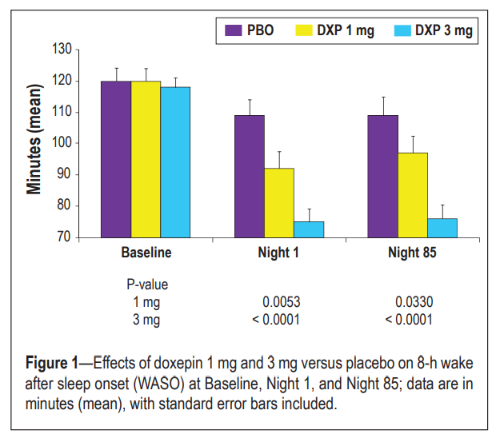 PBO DXP 1 mg DXP 3 mg
Minutes (mean)
130
120
110
100
90
80
70
Baseline Night 1 Night 85
P-value
1 mg 0.0053 0.0330
3 mg < 0.0001 < 0.0001
Figure 1—Effects of doxepin 1 mg and 3 mg versus placebo on 8-h wake
after sleep onset (WASO) at Baseline, Night 1, and Night 85; data are in
minutes (mean), with standard error bars included.